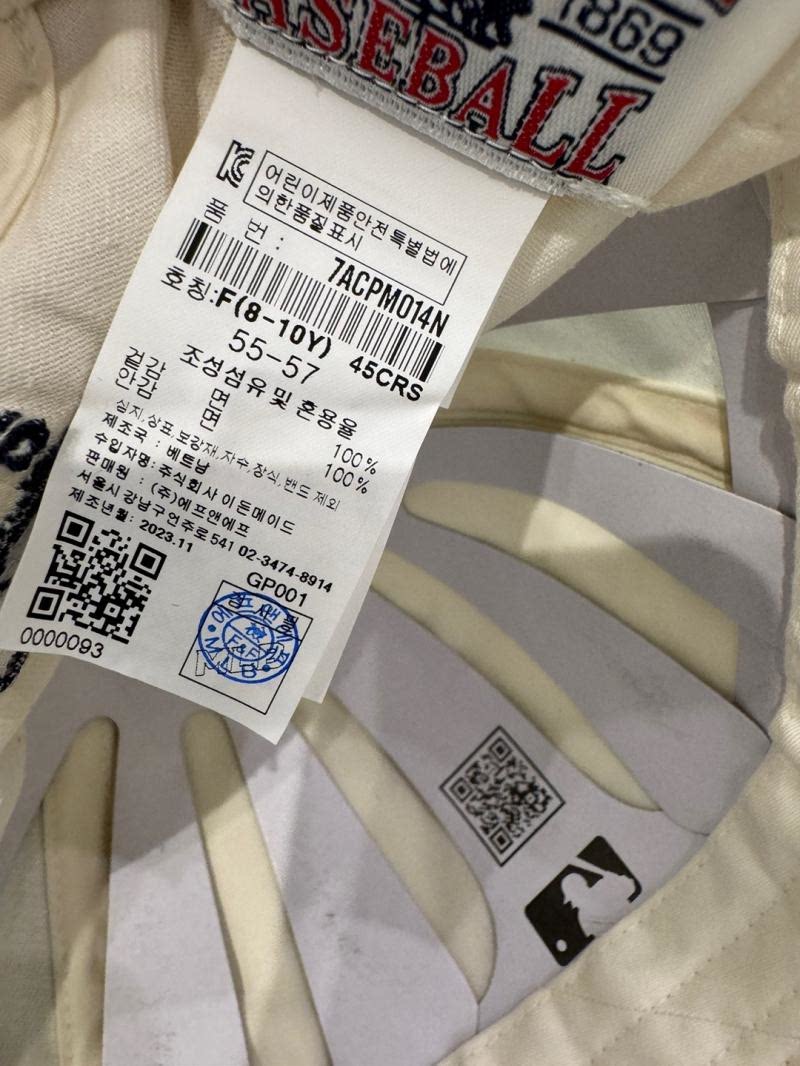 1869
BASEBALL
어린이제품안전특별법에
의한품질표시
품 번 :
7ACPM014N
호칭:F(8-10Y)
55-57
45CRS
조성섬유 및 혼용율
겉감 면 100%
안감 면 100%
심지,상표,보강재,자수,장식,밴드 제외
제조국 : 베트남
수입자명: 주식회사 이든메이드
판매원 : (주)에프앤에프
서울시 강남구언주로541 02-3474-8914
제조년월: 2023.11
GP001
0000093
F&F
MLB